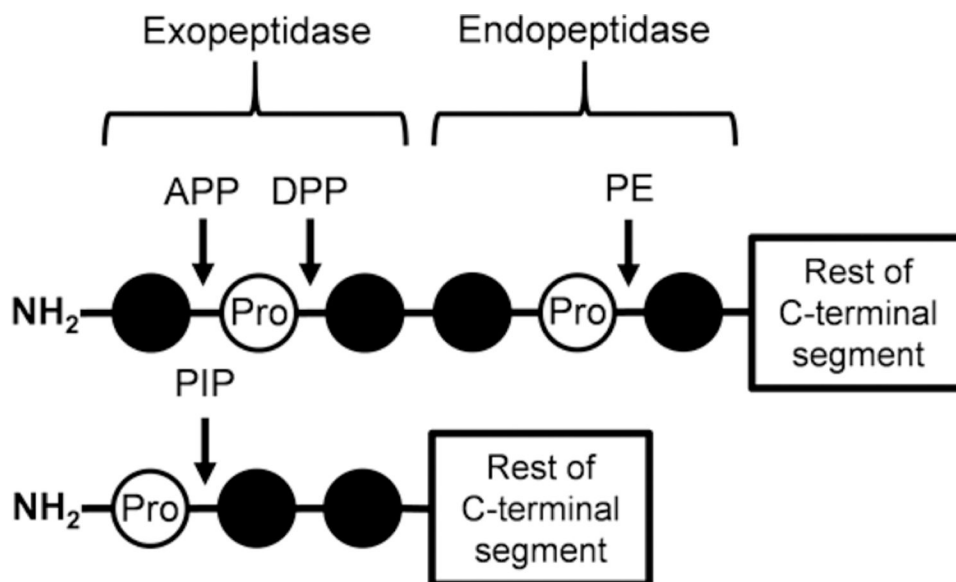 Exopeptidase Endopeptidase
APP DPP PE
NH₂ Pro Pro Rest of
C-terminal
segment
PIP
NH₂ Pro Rest of
C-terminal
segment